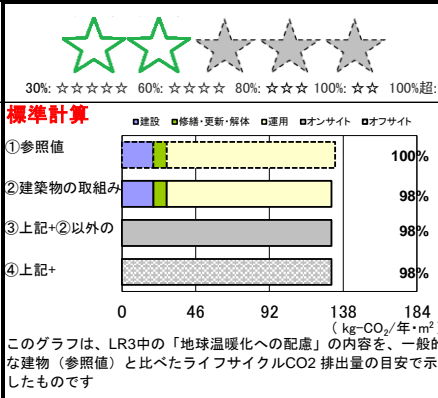 30%: ☆☆☆☆☆ 60%: ☆☆☆☆ 80%: ☆☆☆ 100%: ☆☆ 100%超:
標準計算
■建設 ■修繕・更新・解体 □運用 ■オンサイト ■オフサイト
①参照値 100%
②建築物の取組み 98%
③上記+②以外の 98%
④上記+ 98%
0 46 92 138 184
( kg-CO₂/年・m²)
このグラフは、LR3中の「地球温暖化への配慮」の内容を、一般的
な建物（参照値）と比べたライフサイクルCO2 排出量の目安で示
したものです